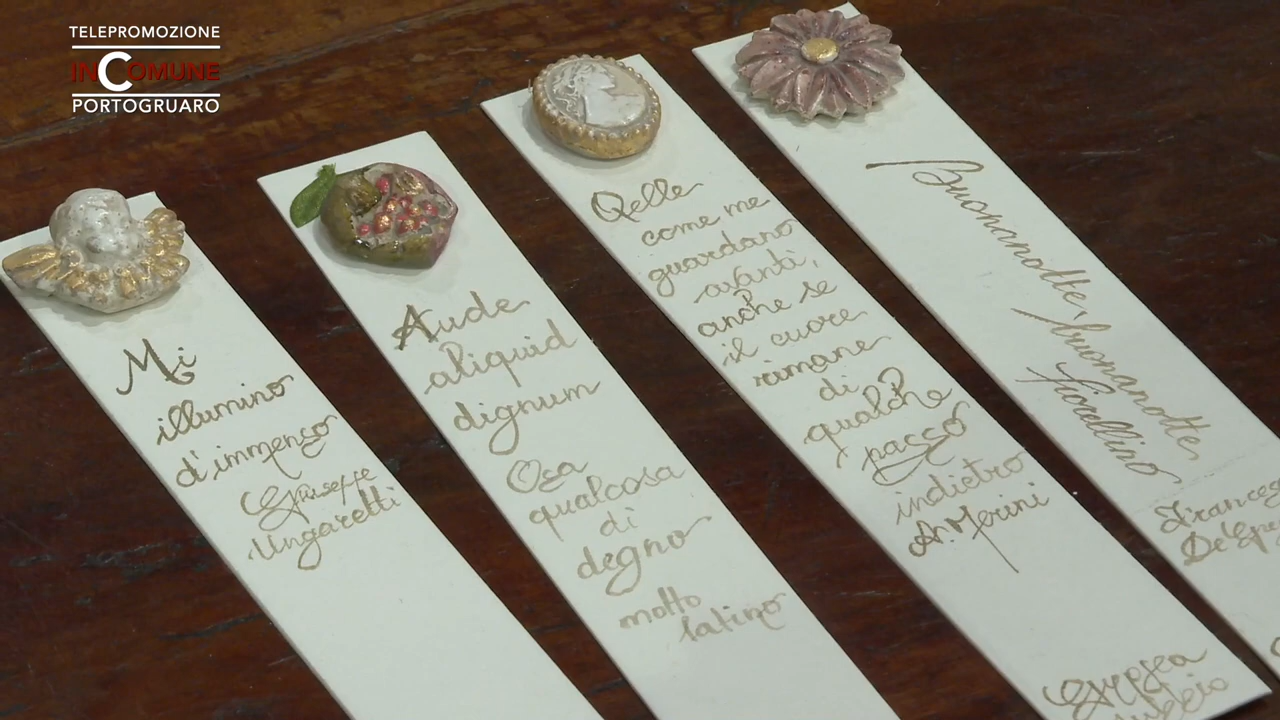 TELEPROMOZIONE
INCOMUNE
PORTOGRUARO
Mi
illumino
d'immenso
Giuseppe
Ungaretti
Aude
aliquid
dignum
Osa
qualcosa
di
degno
motto
latino
Qelle
come me
guardano
avanti,
anche se
il cuore
rimane
di
qualche
passo
indietro
A. Merini
Buonanotte, buonanotte
fiorellino